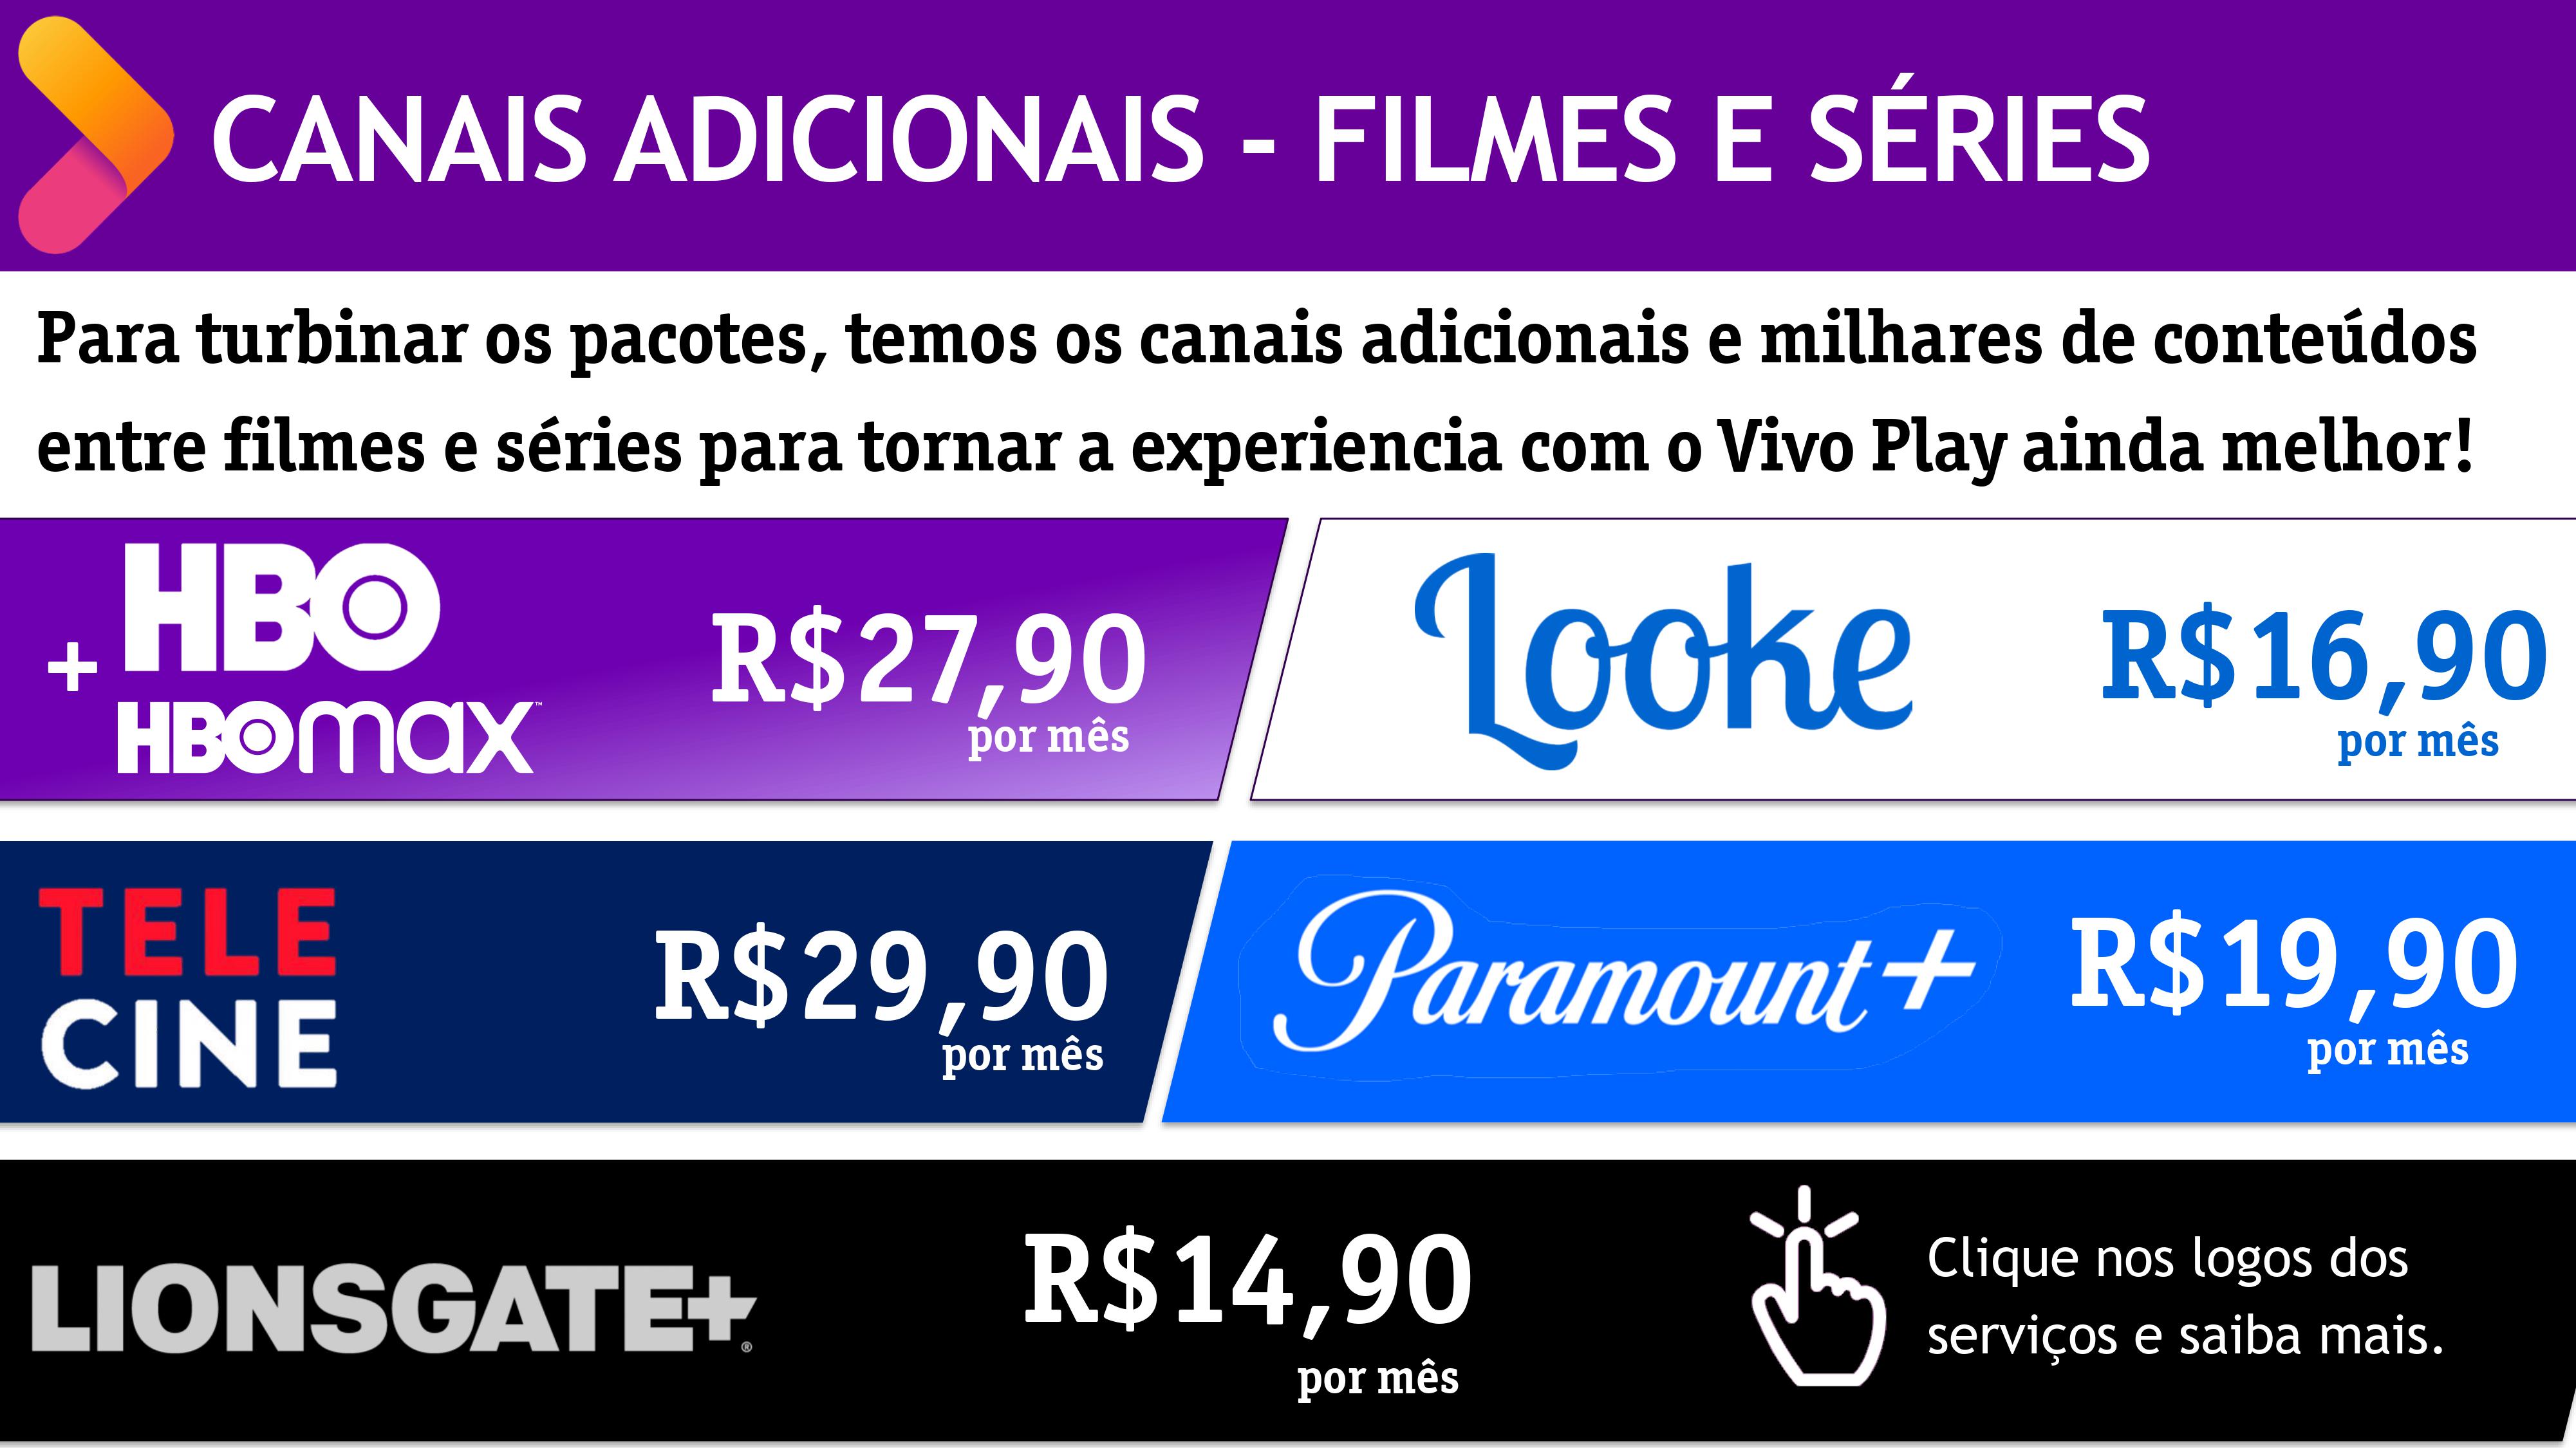 CANAIS ADICIONAIS - FILMES E SÉRIES
Para turbinar os pacotes, temos os canais adicionais e milhares de conteúdos
entre filmes e séries para tornar a experiencia com o Vivo Play ainda melhor!
HBO
+
HBOmax™
R$27,90
por mês
Looke
R$16,90
por mês
TELE
CINE
R$29,90
por mês
Paramount+
R$19,90
por mês
LIONSGATE+®
R$14,90
por mês
Clique nos logos dos
serviços e saiba mais.